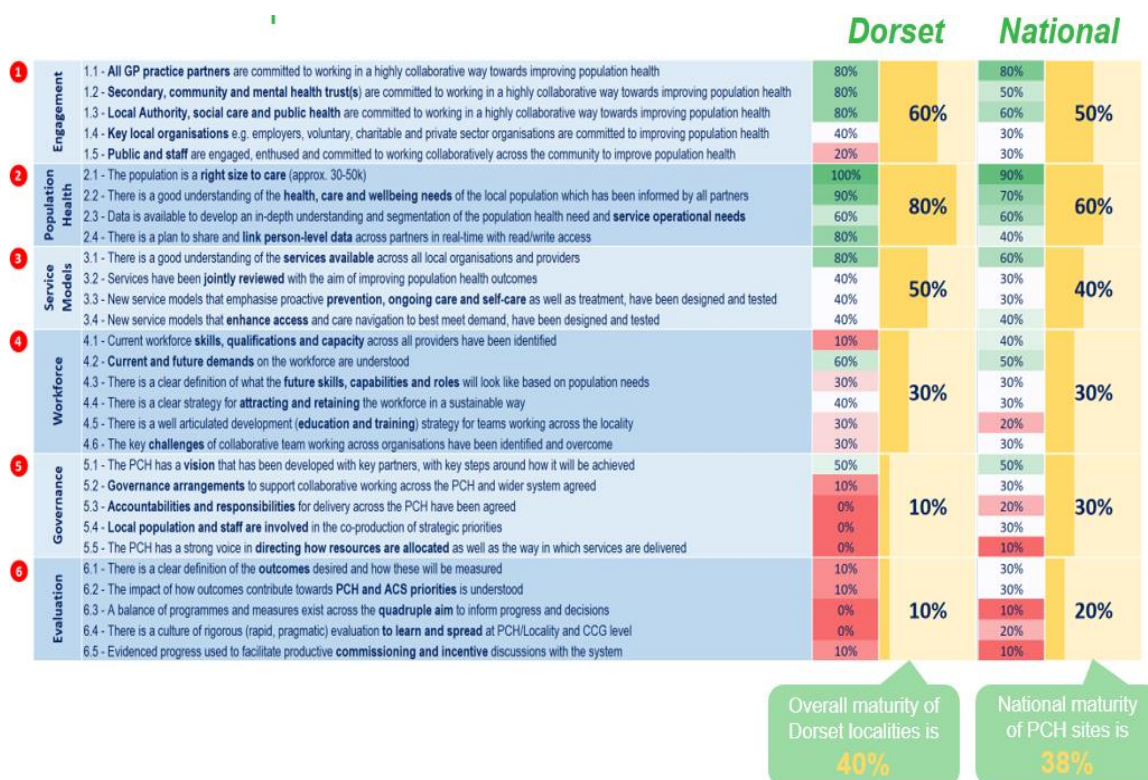 Dorset National
1 Engagement
1.1 - All GP practice partners are committed to working in a highly collaborative way towards improving population health 80% 80%
1.2 - Secondary, community and mental health trust(s) are committed to working in a highly collaborative way towards improving population health 80% 50%
1.3 - Local Authority, social care and public health are committed to working in a highly collaborative way towards improving population health 80% 60%
1.4 - Key local organisations e.g. employers, voluntary, charitable and private sector organisations are committed to improving population health 40% 30%
1.5 - Public and staff are engaged, enthused and committed to working collaboratively across the community to improve population health 20% 30%
60% 50%
2 Population Health
2.1 - The population is a right size to care (approx. 30-50k) 100% 90%
2.2 - There is a good understanding of the health, care and wellbeing needs of the local population which has been informed by all partners 90% 70%
2.3 - Data is available to develop an in-depth understanding and segmentation of the population health need and service operational needs 60% 60%
2.4 - There is a plan to share and link person-level data across partners in real-time with read/write access 80% 40%
80% 60%
3 Service Models
3.1 - There is a good understanding of the services available across all local organisations and providers 80% 60%
3.2 - Services have been jointly reviewed with the aim of improving population health outcomes 40% 30%
3.3 - New service models that emphasise proactive prevention, ongoing care and self-care as well as treatment, have been designed and tested 40% 30%
3.4 - New service models that enhance access and care navigation to best meet demand, have been designed and tested 40% 40%
50% 40%
4 Workforce
4.1 - Current workforce skills, qualifications and capacity across all providers have been identified 10% 40%
4.2 - Current and future demands on the workforce are understood 60% 50%
4.3 - There is a clear definition of what the future skills, capabilities and roles will look like based on population needs 30% 30%
4.4 - There is a clear strategy for attracting and retaining the workforce in a sustainable way 40% 30%
4.5 - There is a well articulated development (education and training) strategy for teams working across the locality 30% 20%
4.6 - The key challenges of collaborative team working across organisations have been identified and overcome 30% 30%
30% 30%
5 Governance
5.1 - The PCH has a vision that has been developed with key partners, with key steps around how it will be achieved 50% 50%
5.2 - Governance arrangements to support collaborative working across the PCH and wider system agreed 10% 30%
5.3 - Accountabilities and responsibilities for delivery across the PCH have been agreed 0% 20%
5.4 - Local population and staff are involved in the co-production of strategic priorities 0% 30%
5.5 - The PCH has a strong voice in directing how resources are allocated as well as the way in which services are delivered 0% 10%
10% 30%
6 Evaluation
6.1 - There is a clear definition of the outcomes desired and how these will be measured 10% 30%
6.2 - The impact of how outcomes contribute towards PCH and ACS priorities is understood 10% 30%
6.3 - A balance of programmes and measures exist across the quadruple aim to inform progress and decisions 0% 10%
6.4 - There is a culture of rigorous (rapid, pragmatic) evaluation to learn and spread at PCH/Locality and CCG level 0% 20%
6.5 - Evidenced progress used to facilitate productive commissioning and incentive discussions with the system 10% 10%
10% 20%
Overall maturity of
Dorset localities is
40%
National maturity
of PCH sites is
38%